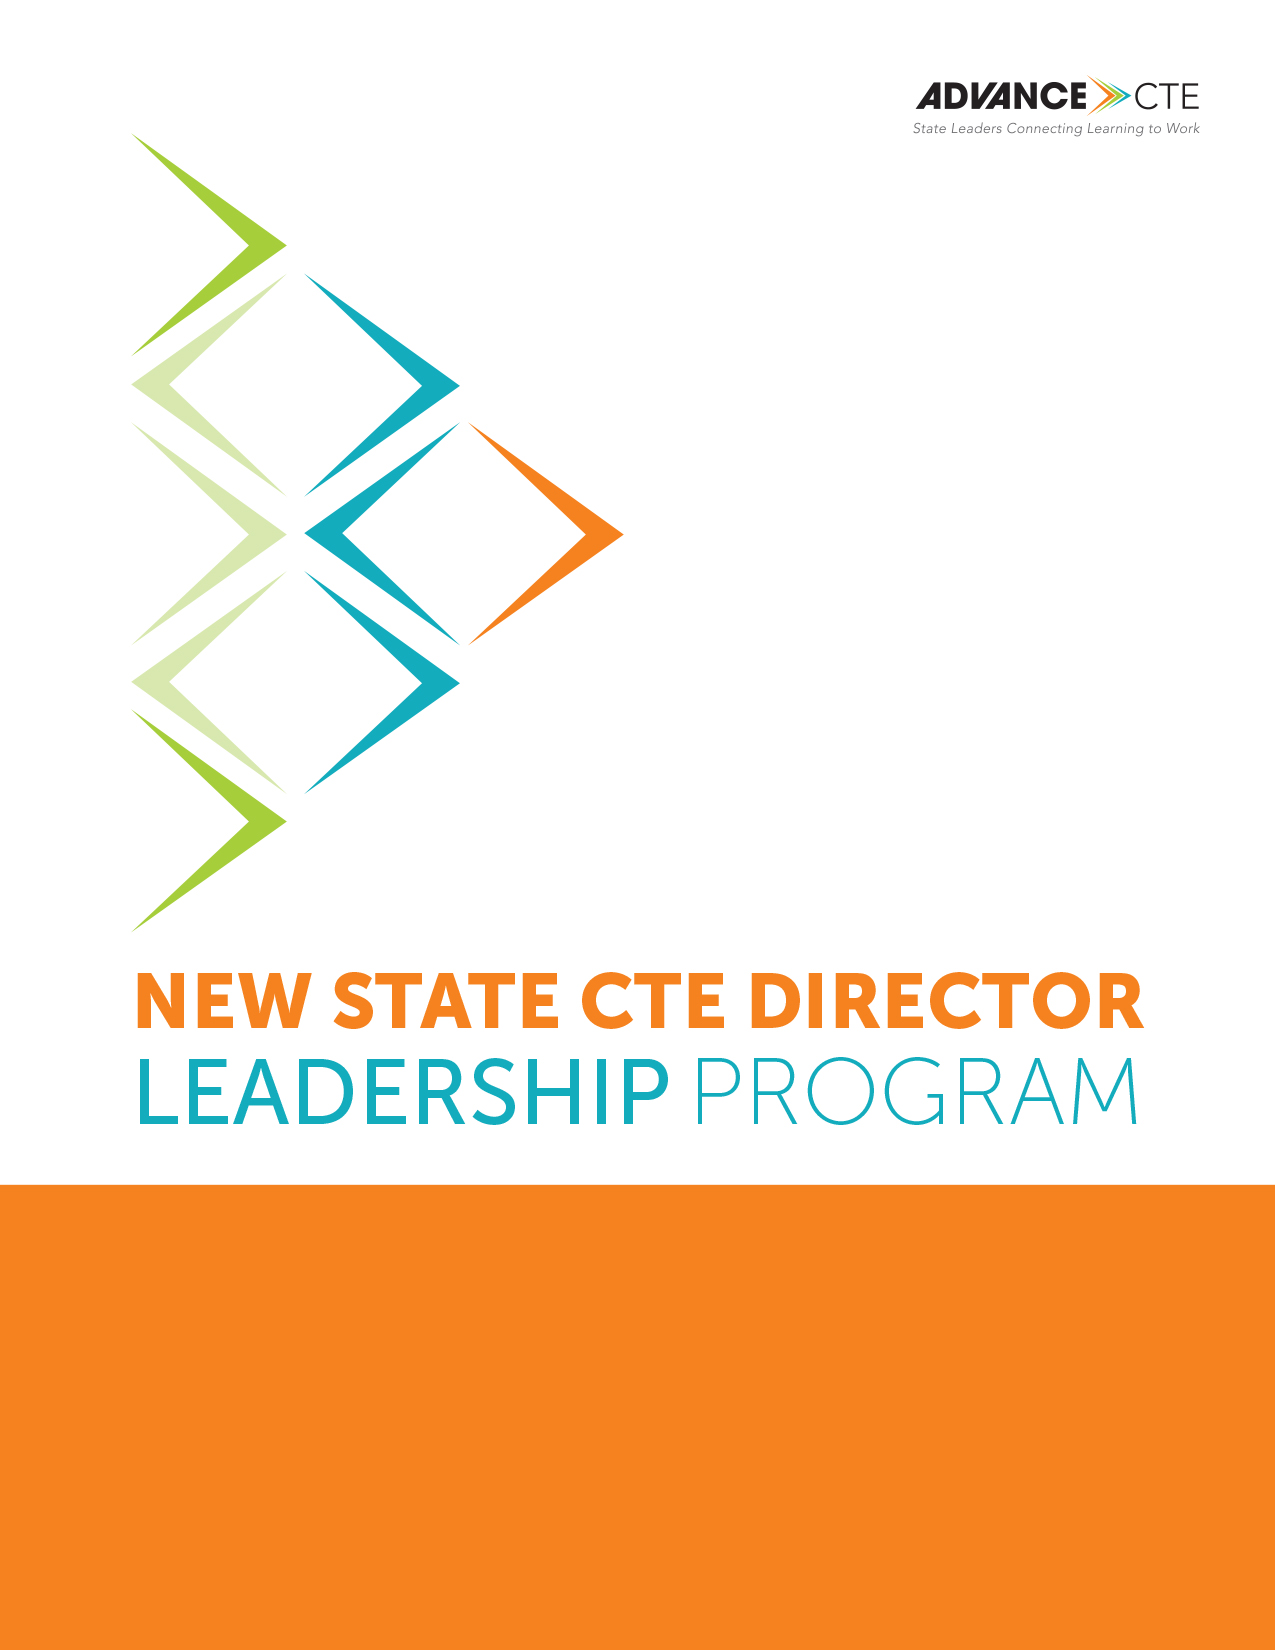 ADVANCE CTE
State Leaders Connecting Learning to Work
NEW STATE CTE DIRECTOR
LEADERSHIP PROGRAM